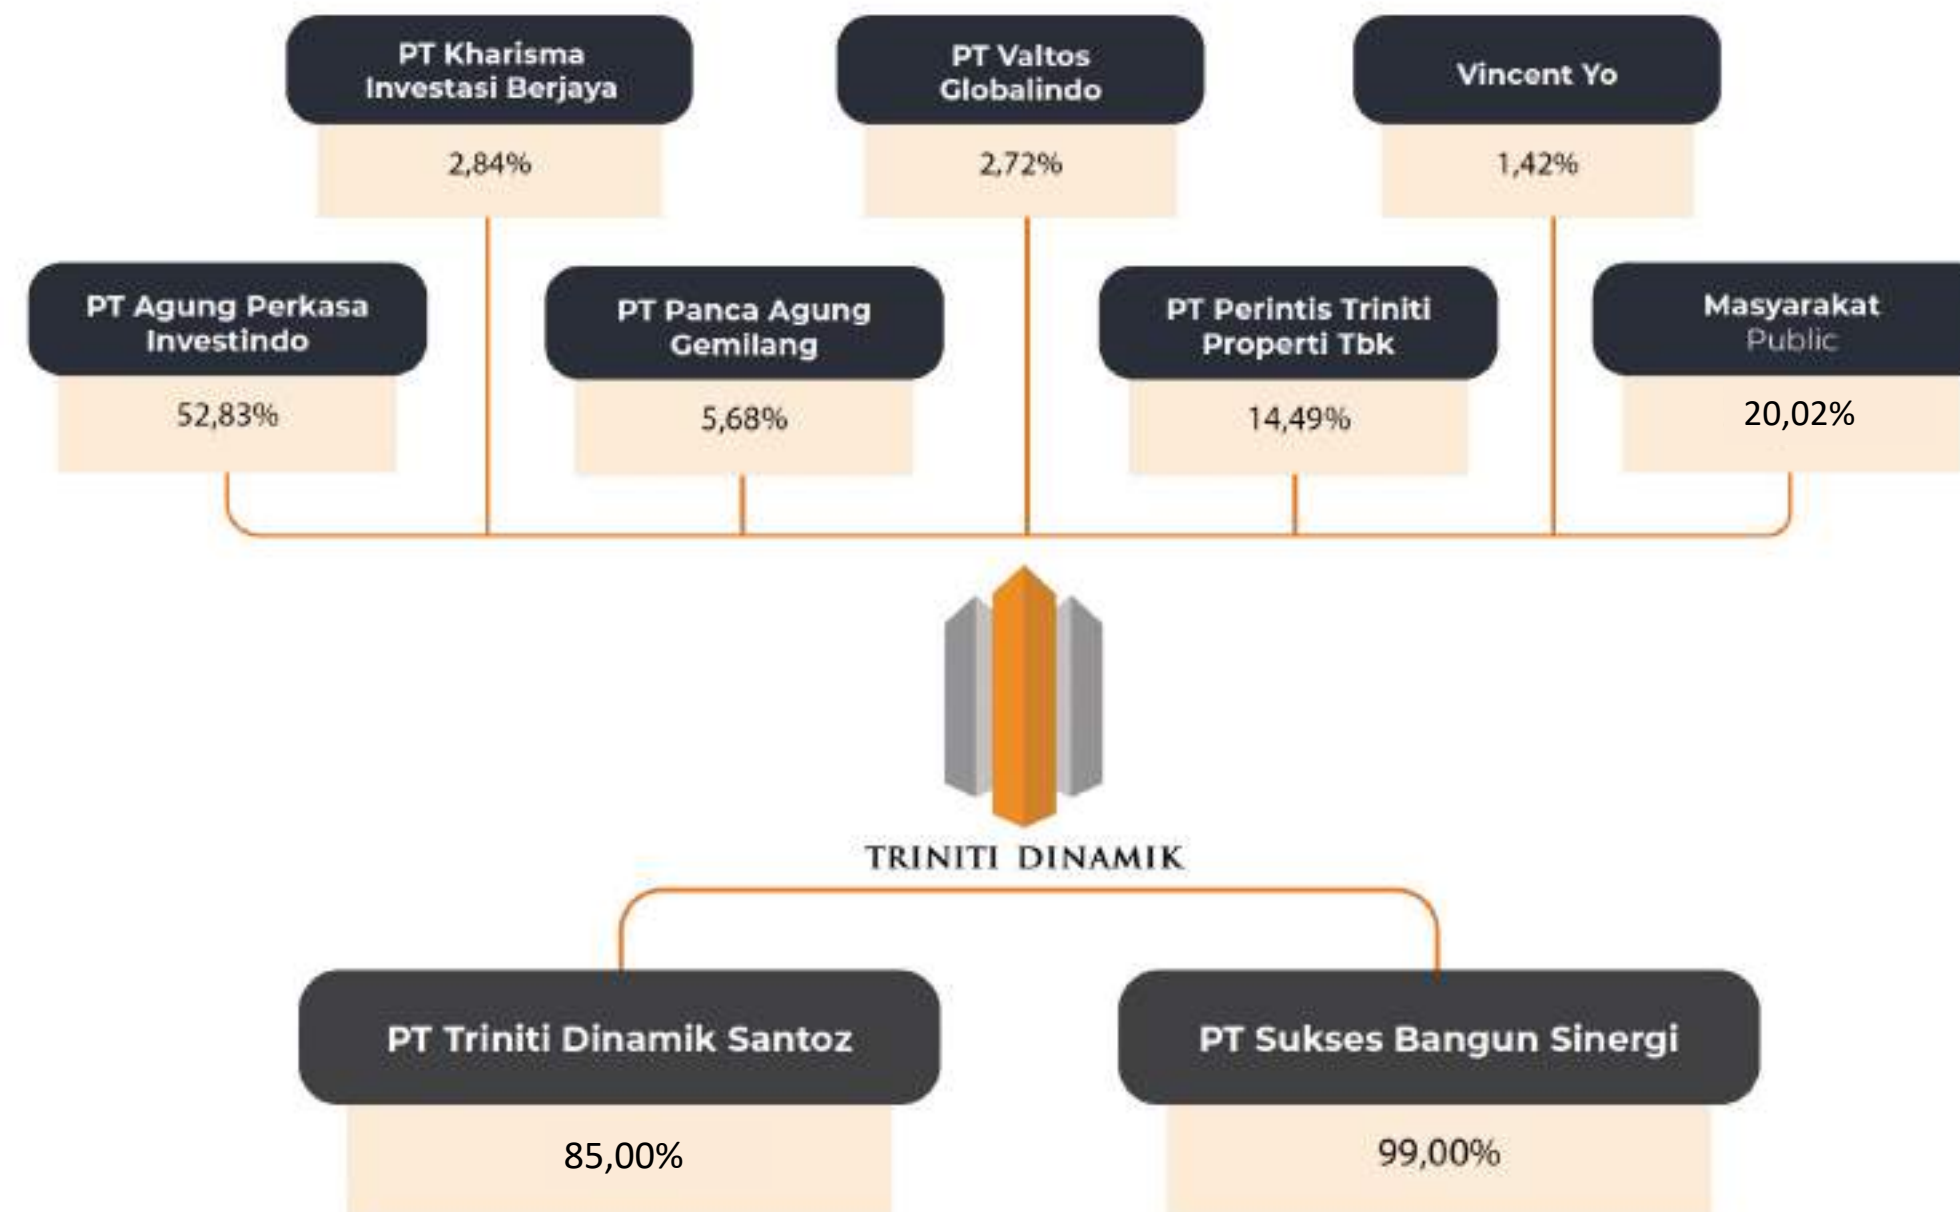 PT Kharisma
Investasi Berjaya
2,84%
PT Valtos
Globalindo
2,72%
Vincent Yo
1,42%
PT Agung Perkasa
Investindo
52,83%
PT Panca Agung
Gemilang
5,68%
PT Perintis Triniti
Properti Tbk
14,49%
Masyarakat
Public
20,02%
TRINITI DINAMIK
PT Triniti Dinamik Santoz
85,00%
PT Sukses Bangun Sinergi
99,00%